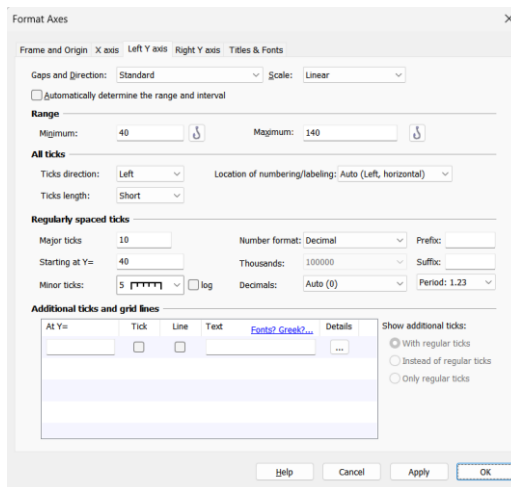 Format Axes
Frame and Origin X axis Left Y axis Right Y axis Titles & Fonts
Gaps and Direction: Standard Scale: Linear
Automatically determine the range and interval
Range
Minimum: 40 Maximum: 140
All ticks
Ticks direction: Left Location of numbering/labeling: Auto (Left, horizontal)
Ticks length: Short
Regularly spaced ticks
Major ticks 10 Number format: Decimal Prefix:
Starting at Y= 40 Thousands: 100000 Suffix:
Minor ticks: 5 log Decimals: Auto (0) Period: 1.23
Additional ticks and grid lines
At Y= Tick Line Text Fonts? Greek?... Details Show additional ticks:
... With regular ticks
Instead of regular ticks
Only regular ticks
Help Cancel Apply OK